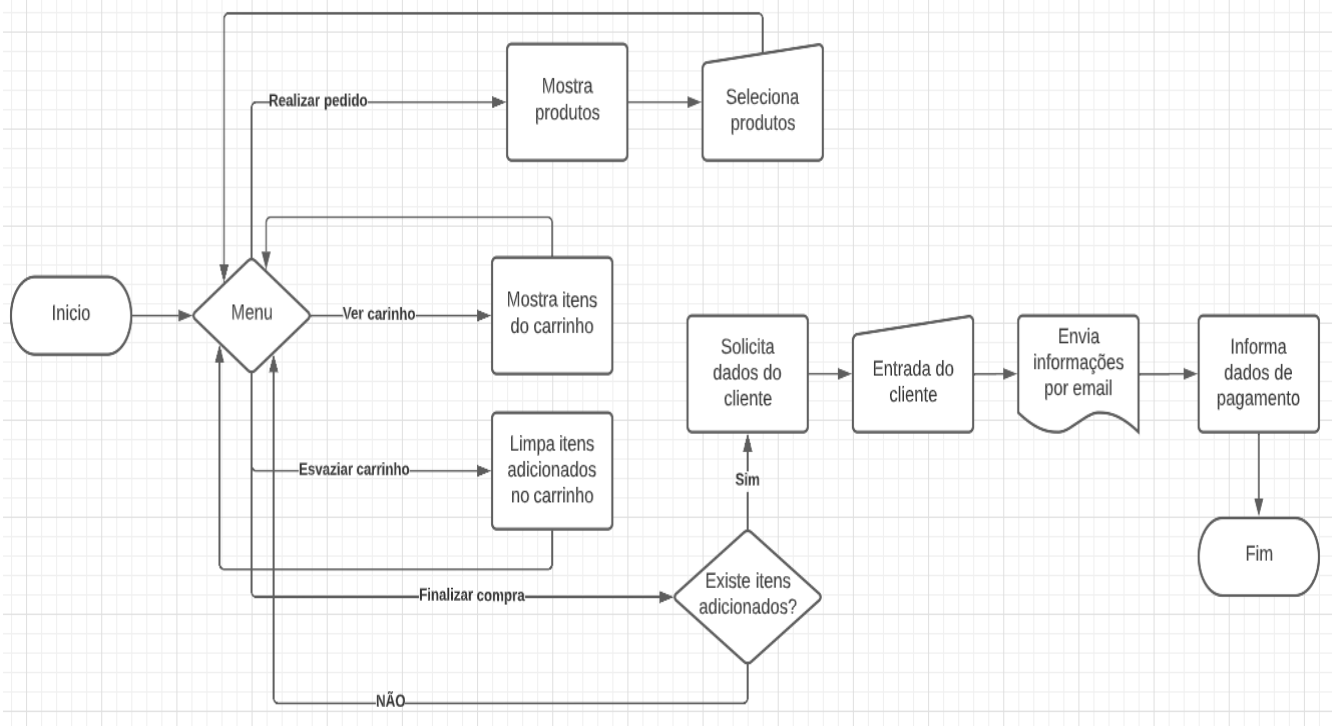 Realizar pedido
Mostra
produtos
Seleciona
produtos
Inicio
Menu
Ver carinho
Mostra itens
do carrinho
Solicita
dados do
cliente
Entrada do
cliente
Envia
informações
por email
Informa
dados de
pagamento
Esvaziar carrinho
Limpa itens
adicionados
no carrinho
Sim
Finalizar compra
Existe itens
adicionados?
Fim
NÃO